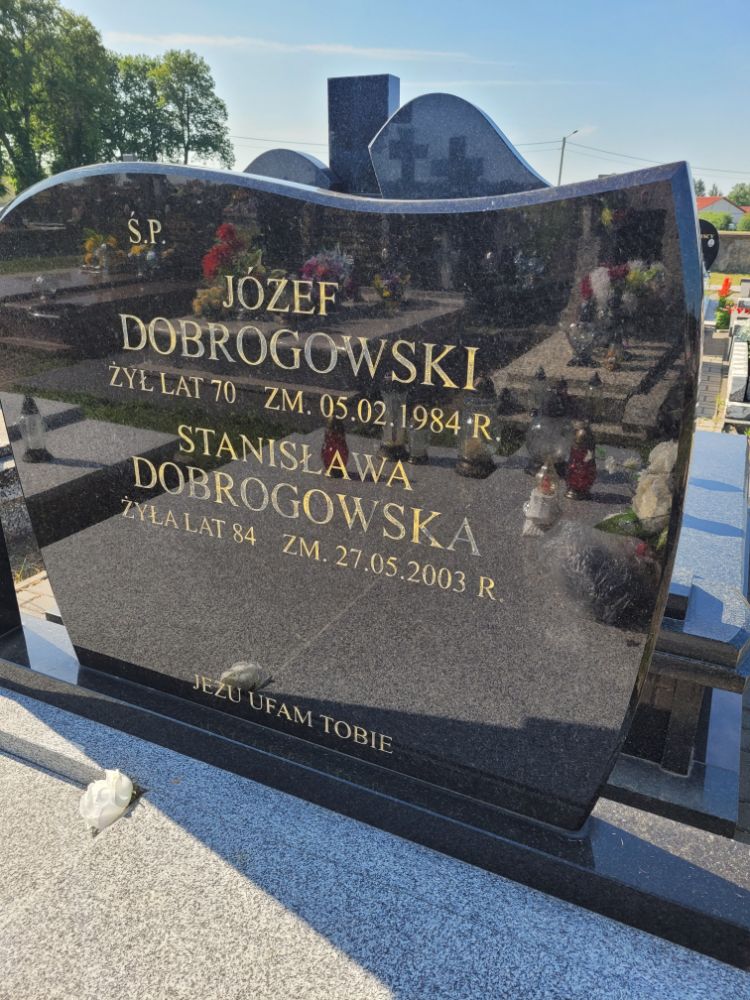 Ś.P.
JÓZEF
DOBROGOWSKI
ŻYŁ LAT 70 ZM. 05.02.1984 R.
STANISŁAWA
DOBROGOWSKA
ŻYŁA LAT 84 ZM. 27.05.2003 R.
JEZU UFAM TOBIE